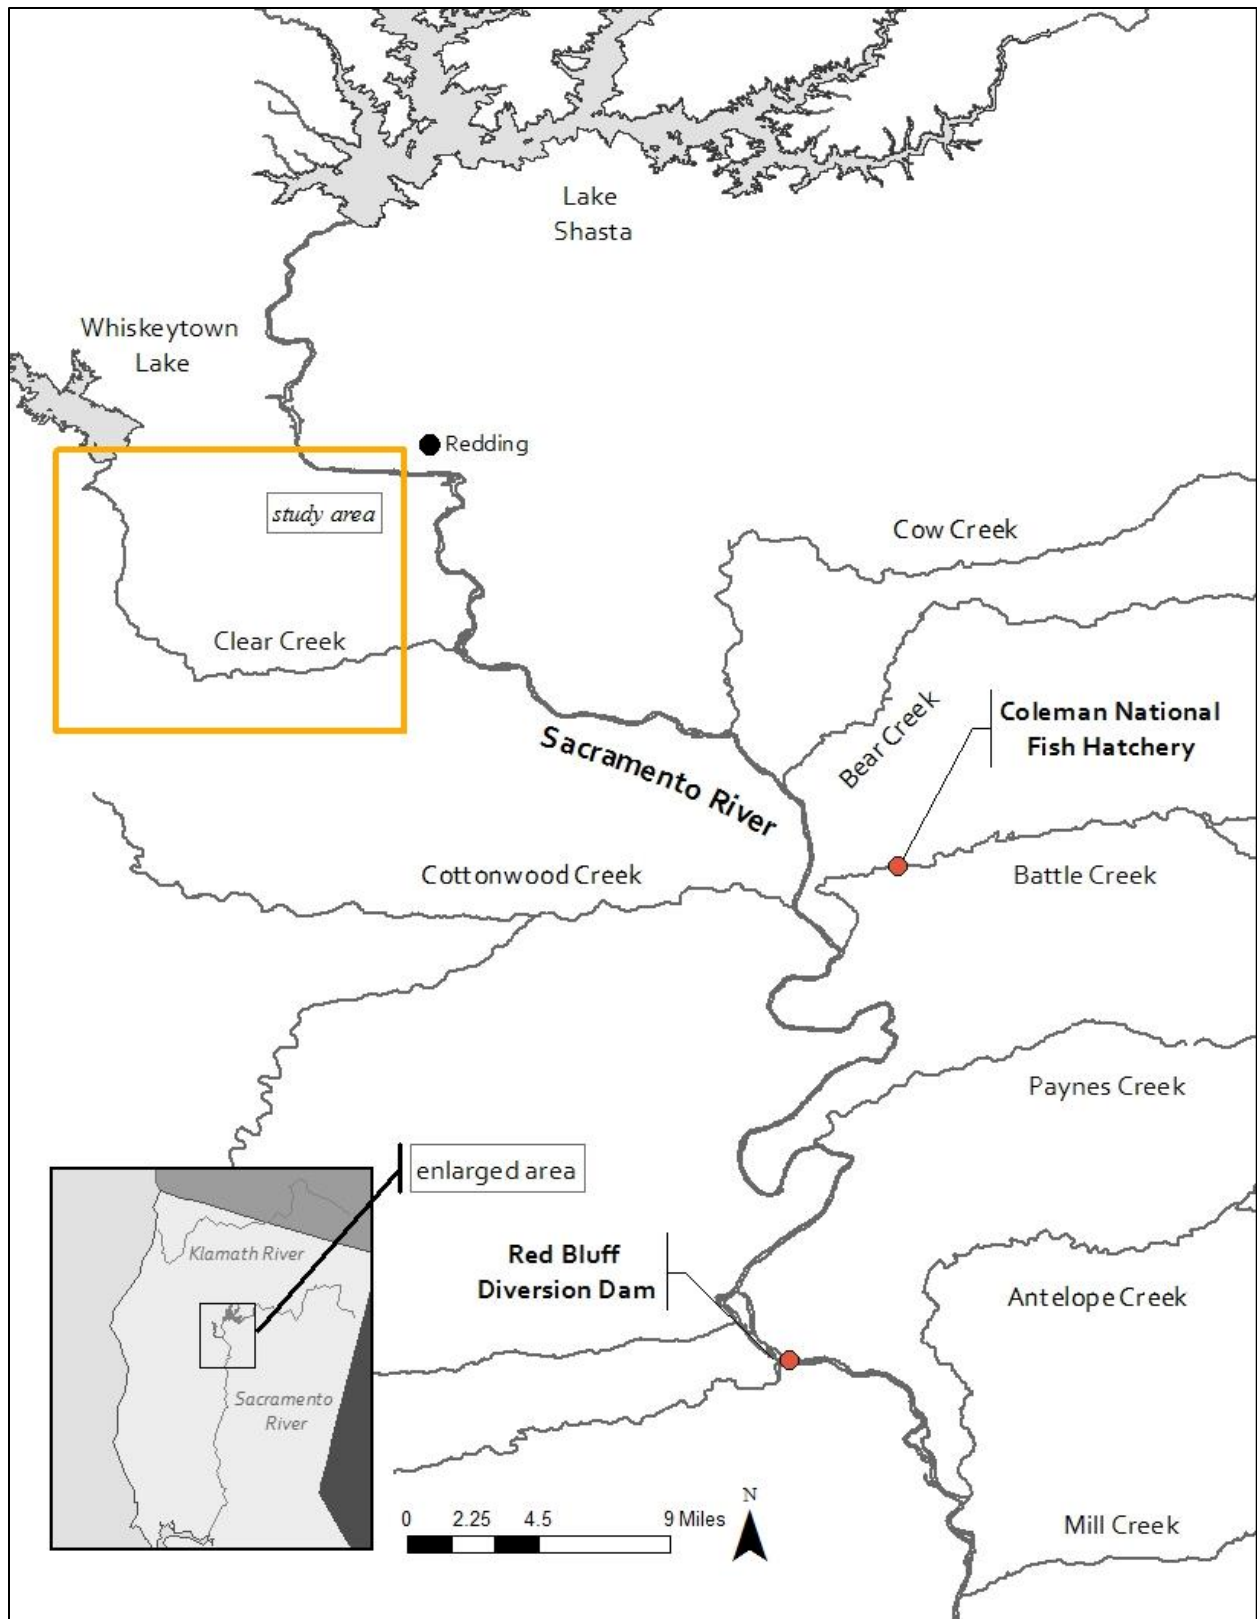 Lake
Shasta
Whiskeytown
Lake
Redding
study area
Cow Creek
Clear Creek
Bear Creek
Coleman National
Fish Hatchery
Sacramento River
Cottonwood Creek
Battle Creek
Paynes Creek
enlarged area
Klamath River
Red Bluff
Diversion Dam
Antelope Creek
Sacramento
River
N
0 2.25 4.5 9 Miles
Mill Creek